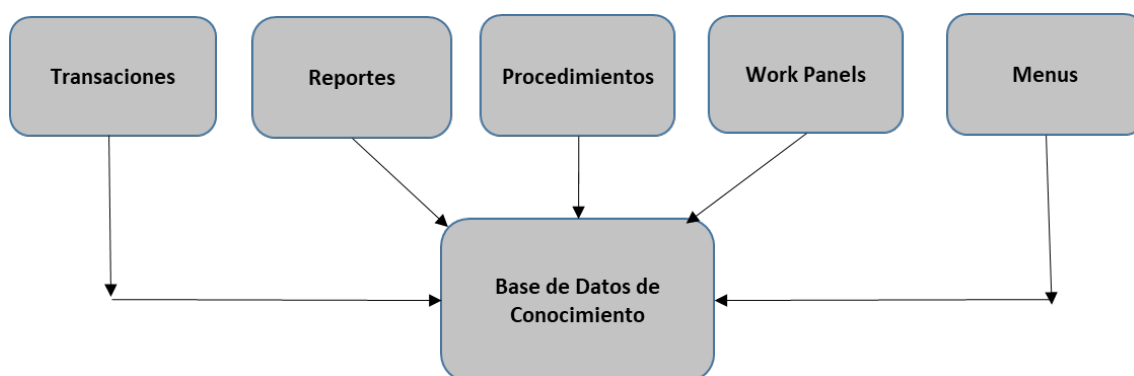 Transaciones
Reportes
Procedimientos
Work Panels
Menus
Base de Datos de
Conocimiento